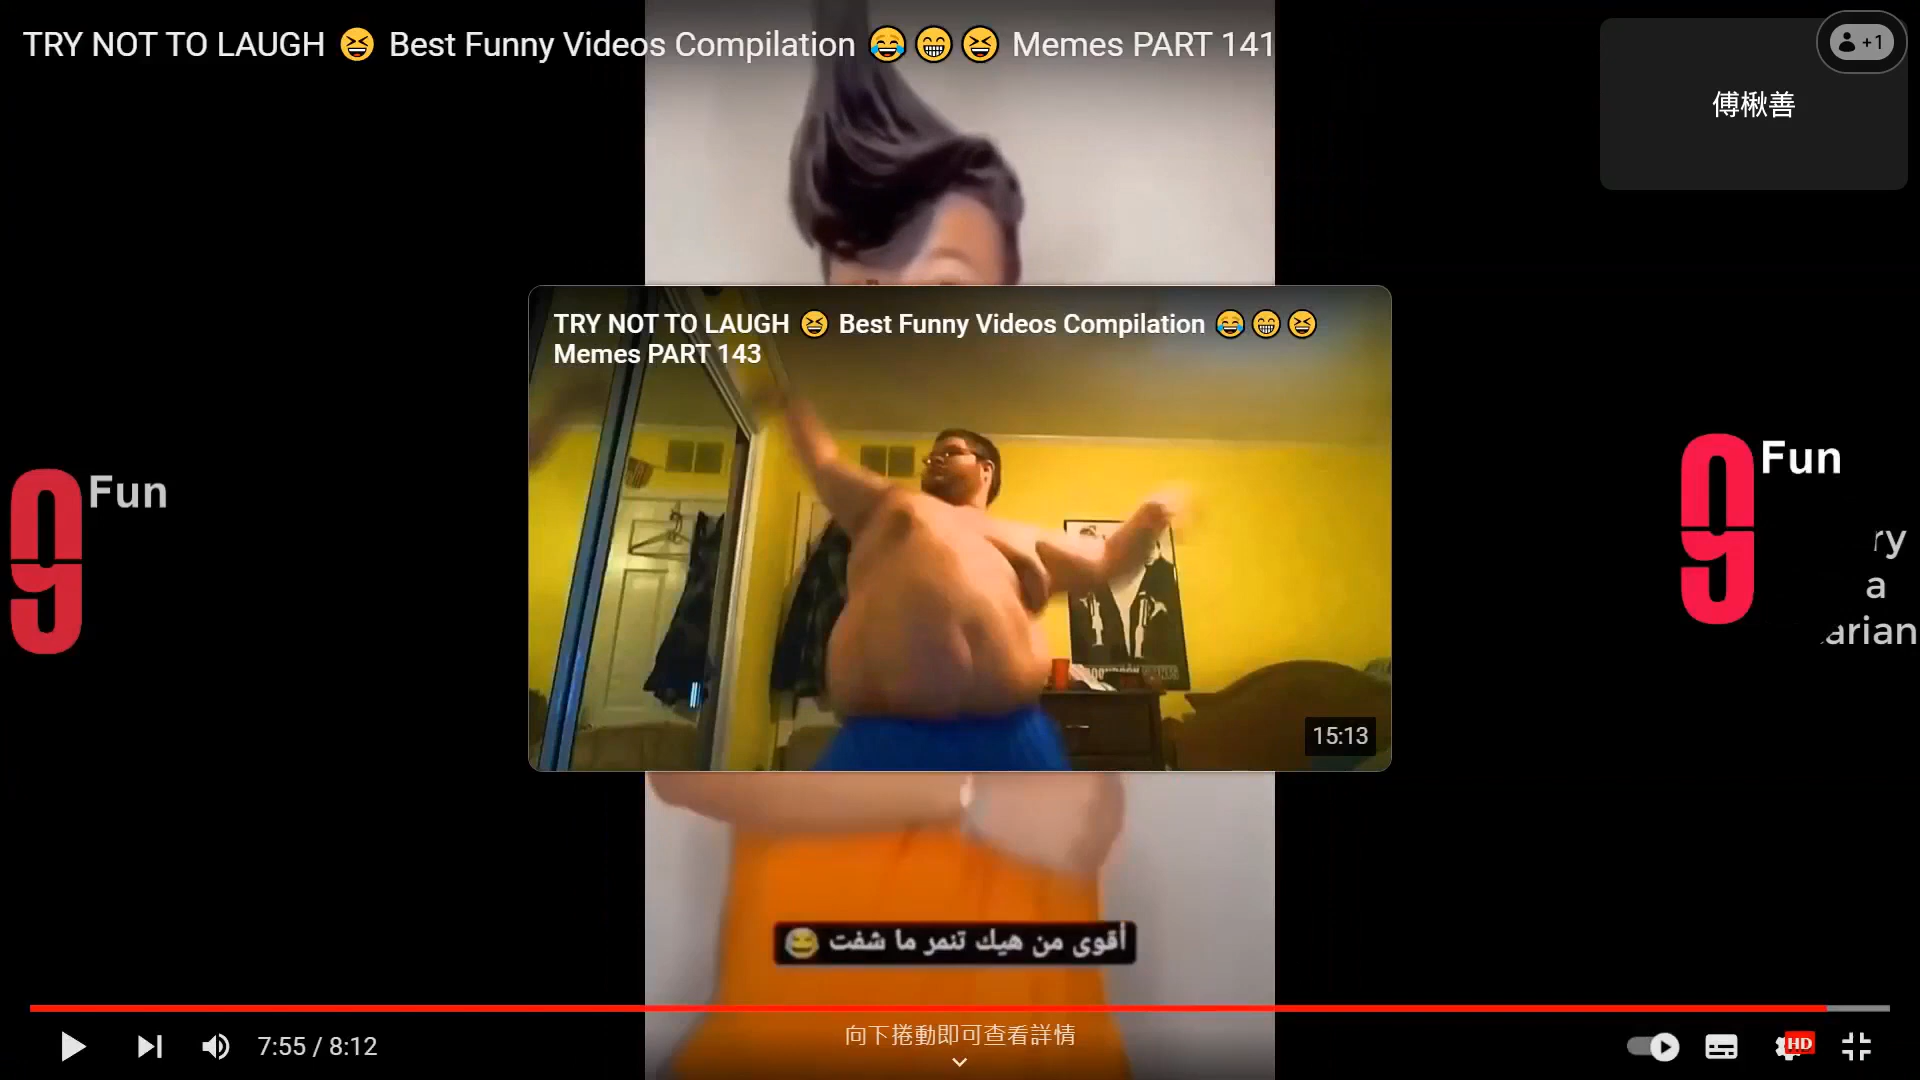 TRY NOT TO LAUGH 😆 Best Funny Videos Compilation 😂😁😆 Memes PART 141
+1
傅楸善
TRY NOT TO LAUGH 😆 Best Funny Videos Compilation 😂😁😆
Memes PART 143
9 Fun
9 Fun
ry
a
arian
15:13
أقوى من هيك تنمر ما شفت 😂
7:55 / 8:12
向下捲動即可查看詳情
HD